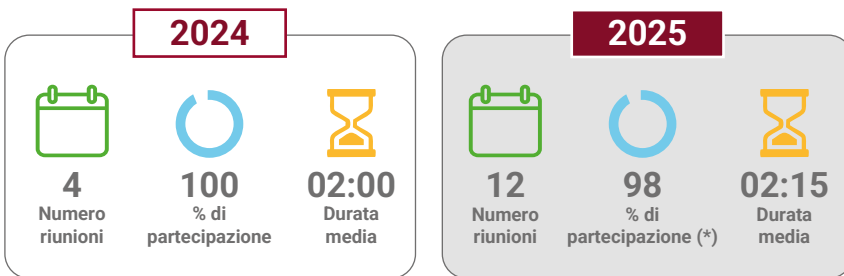 2024
4
Numero
riunioni
100
% di
partecipazione
02:00
Durata
media
2025
12
Numero
riunioni
98
% di
partecipazione (*)
02:15
Durata
media